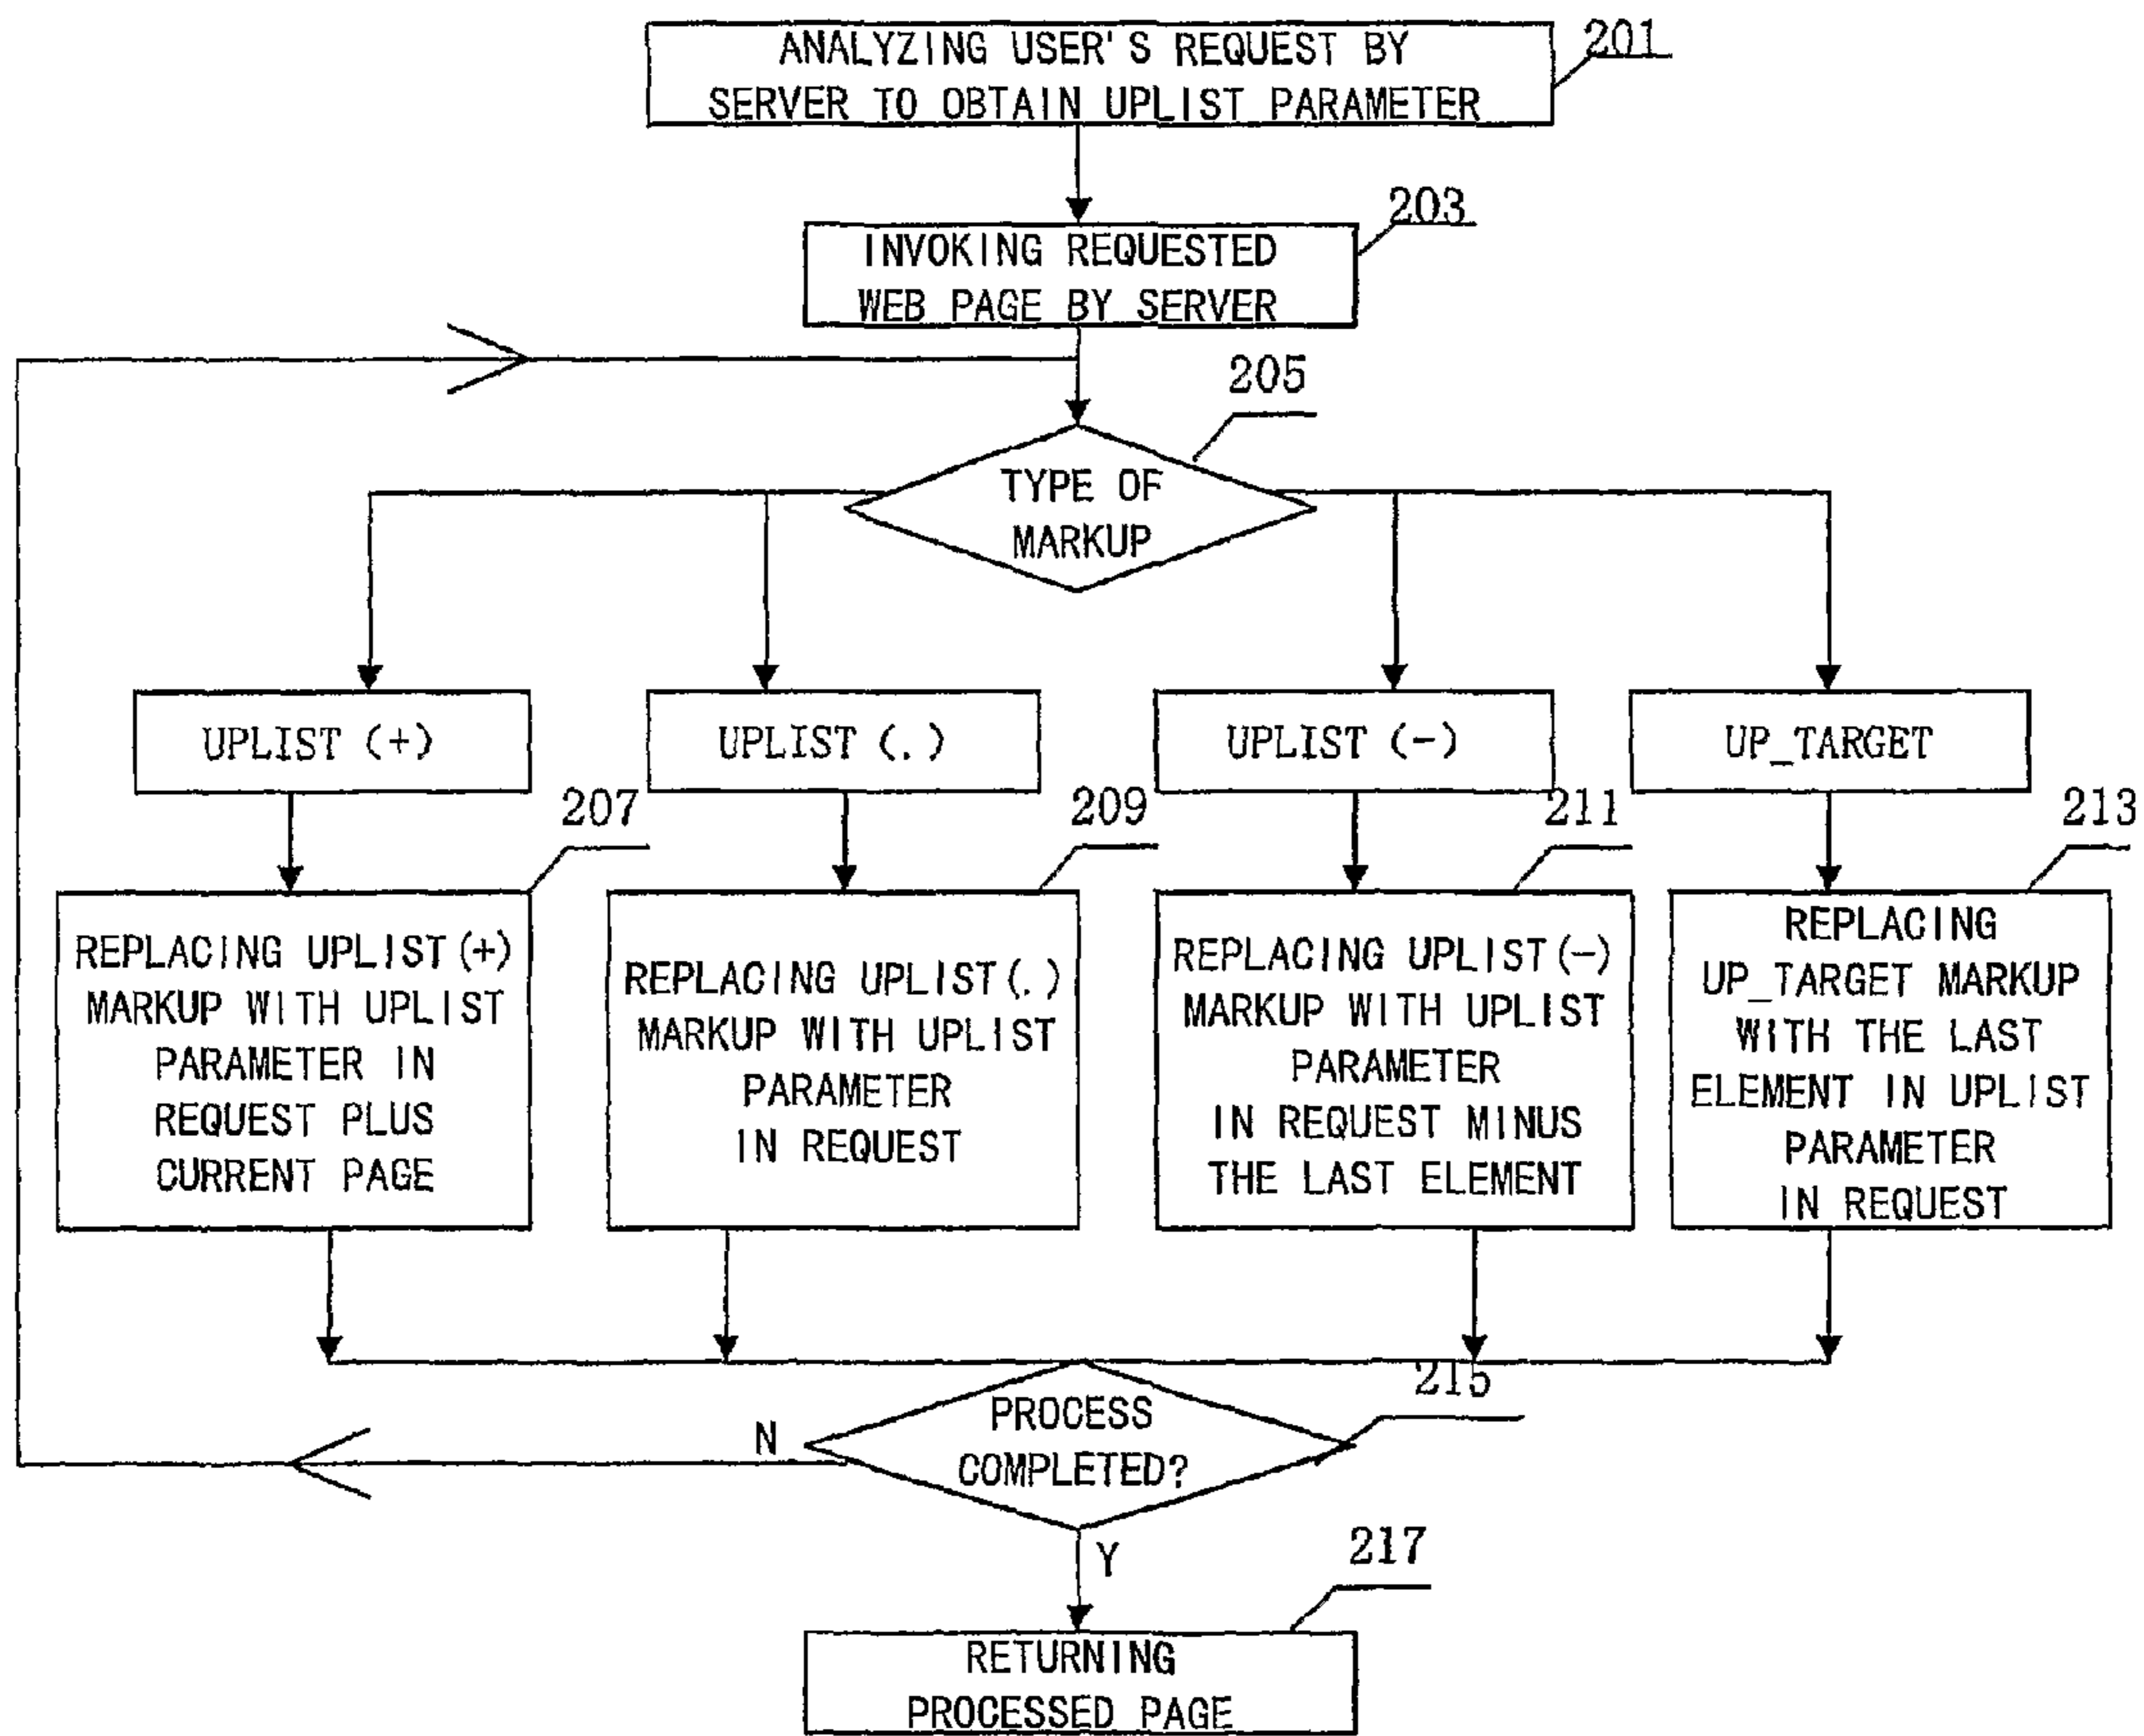 ANALYZING USER'S REQUEST BY
SERVER TO OBTAIN UPLIST PARAMETER
201
INVOKING REQUESTED
WEB PAGE BY SERVER
203
205
TYPE OF
MARKUP
UPLIST (+)
UPLIST (.)
UPLIST (-)
UP_TARGET
207
209
211
213
REPLACING UPLIST (+)
MARKUP WITH UPLIST
PARAMETER IN
REQUEST PLUS
CURRENT PAGE
REPLACING UPLIST (.)
MARKUP WITH UPLIST
PARAMETER
IN REQUEST
REPLACING UPLIST (-)
MARKUP WITH UPLIST
PARAMETER
IN REQUEST MINUS
THE LAST ELEMENT
REPLACING
UP_TARGET MARKUP
WITH THE LAST
ELEMENT IN UPLIST
PARAMETER
IN REQUEST
215
PROCESS
COMPLETED?
N
Y
217
RETURNING
PROCESSED PAGE